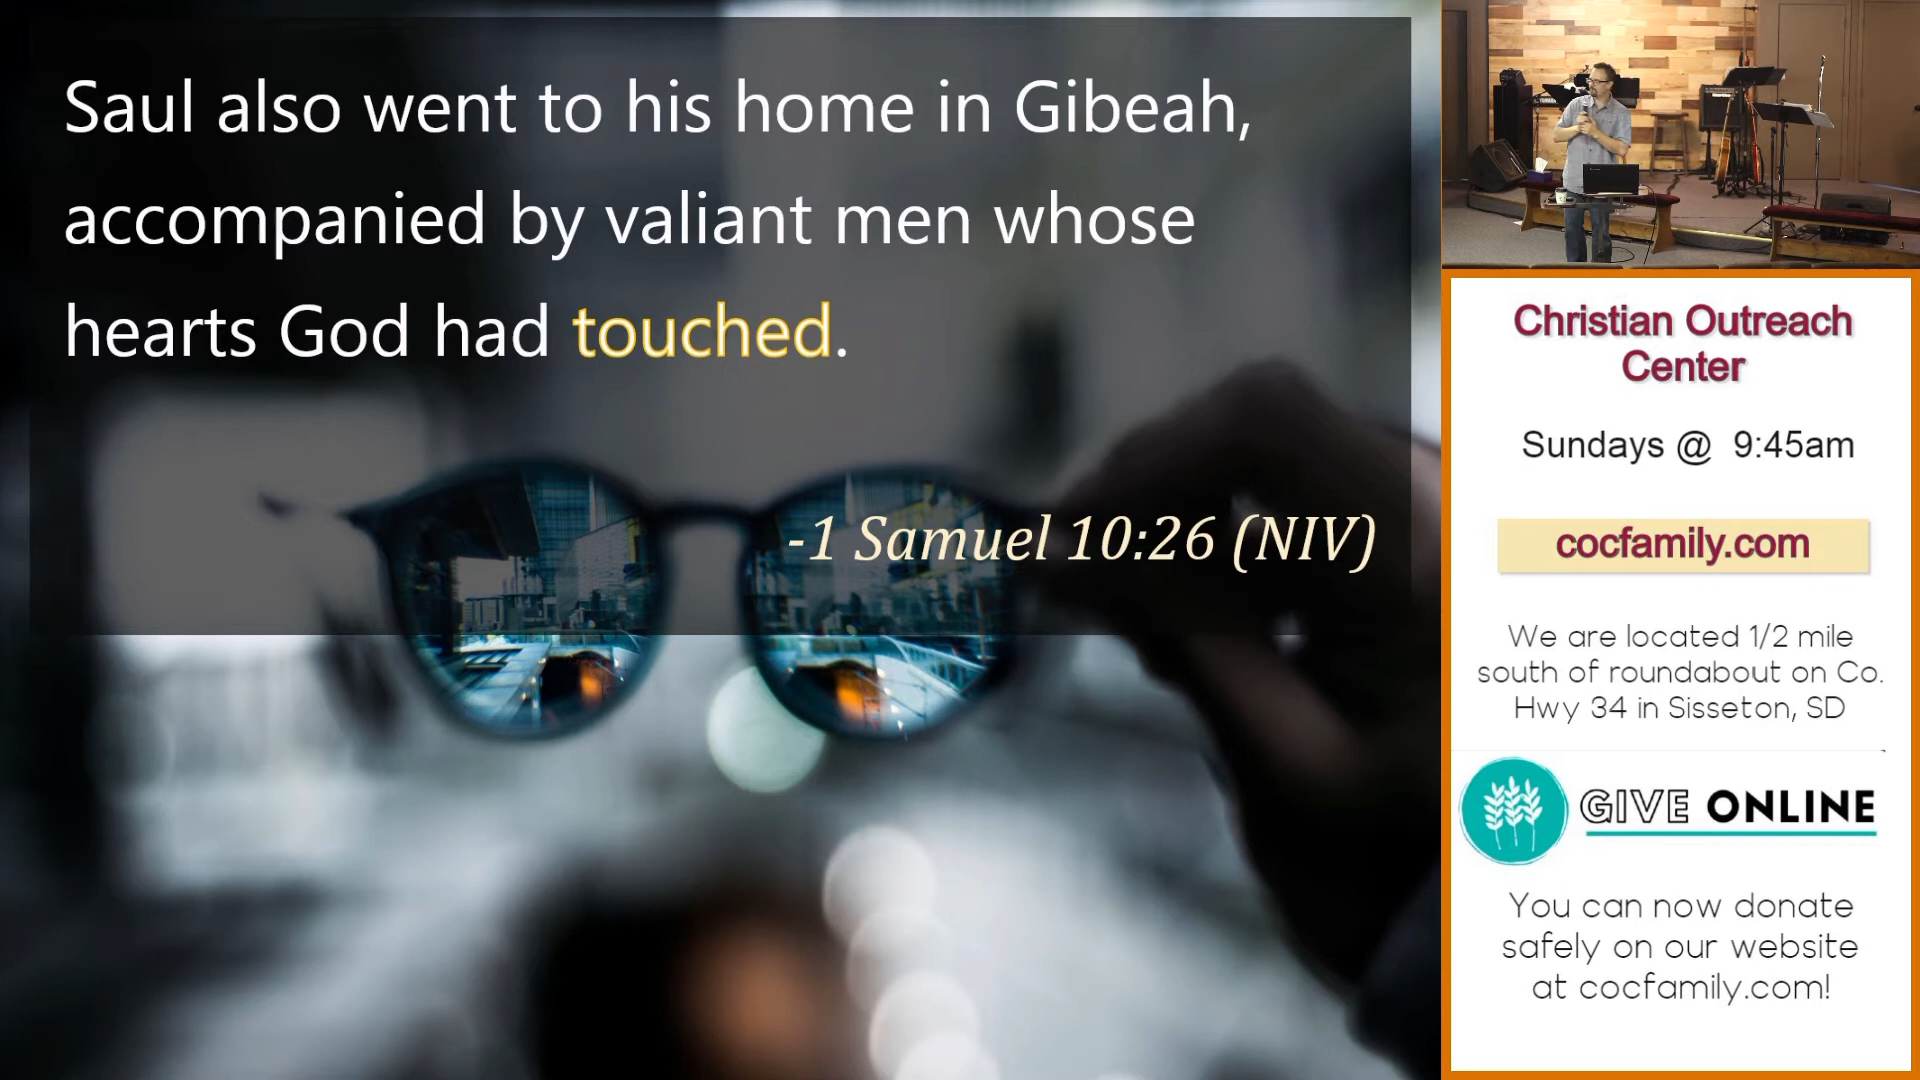 Saul also went to his home in Gibeah,
accompanied by valiant men whose
hearts God had touched.
-1 Samuel 10:26 (NIV)
Christian Outreach
Center
Sundays @ 9:45am
cocfamily.com
We are located 1/2 mile
south of roundabout on Co.
Hwy 34 in Sisseton, SD
GIVE ONLINE
You can now donate
safely on our website
at cocfamily.com!